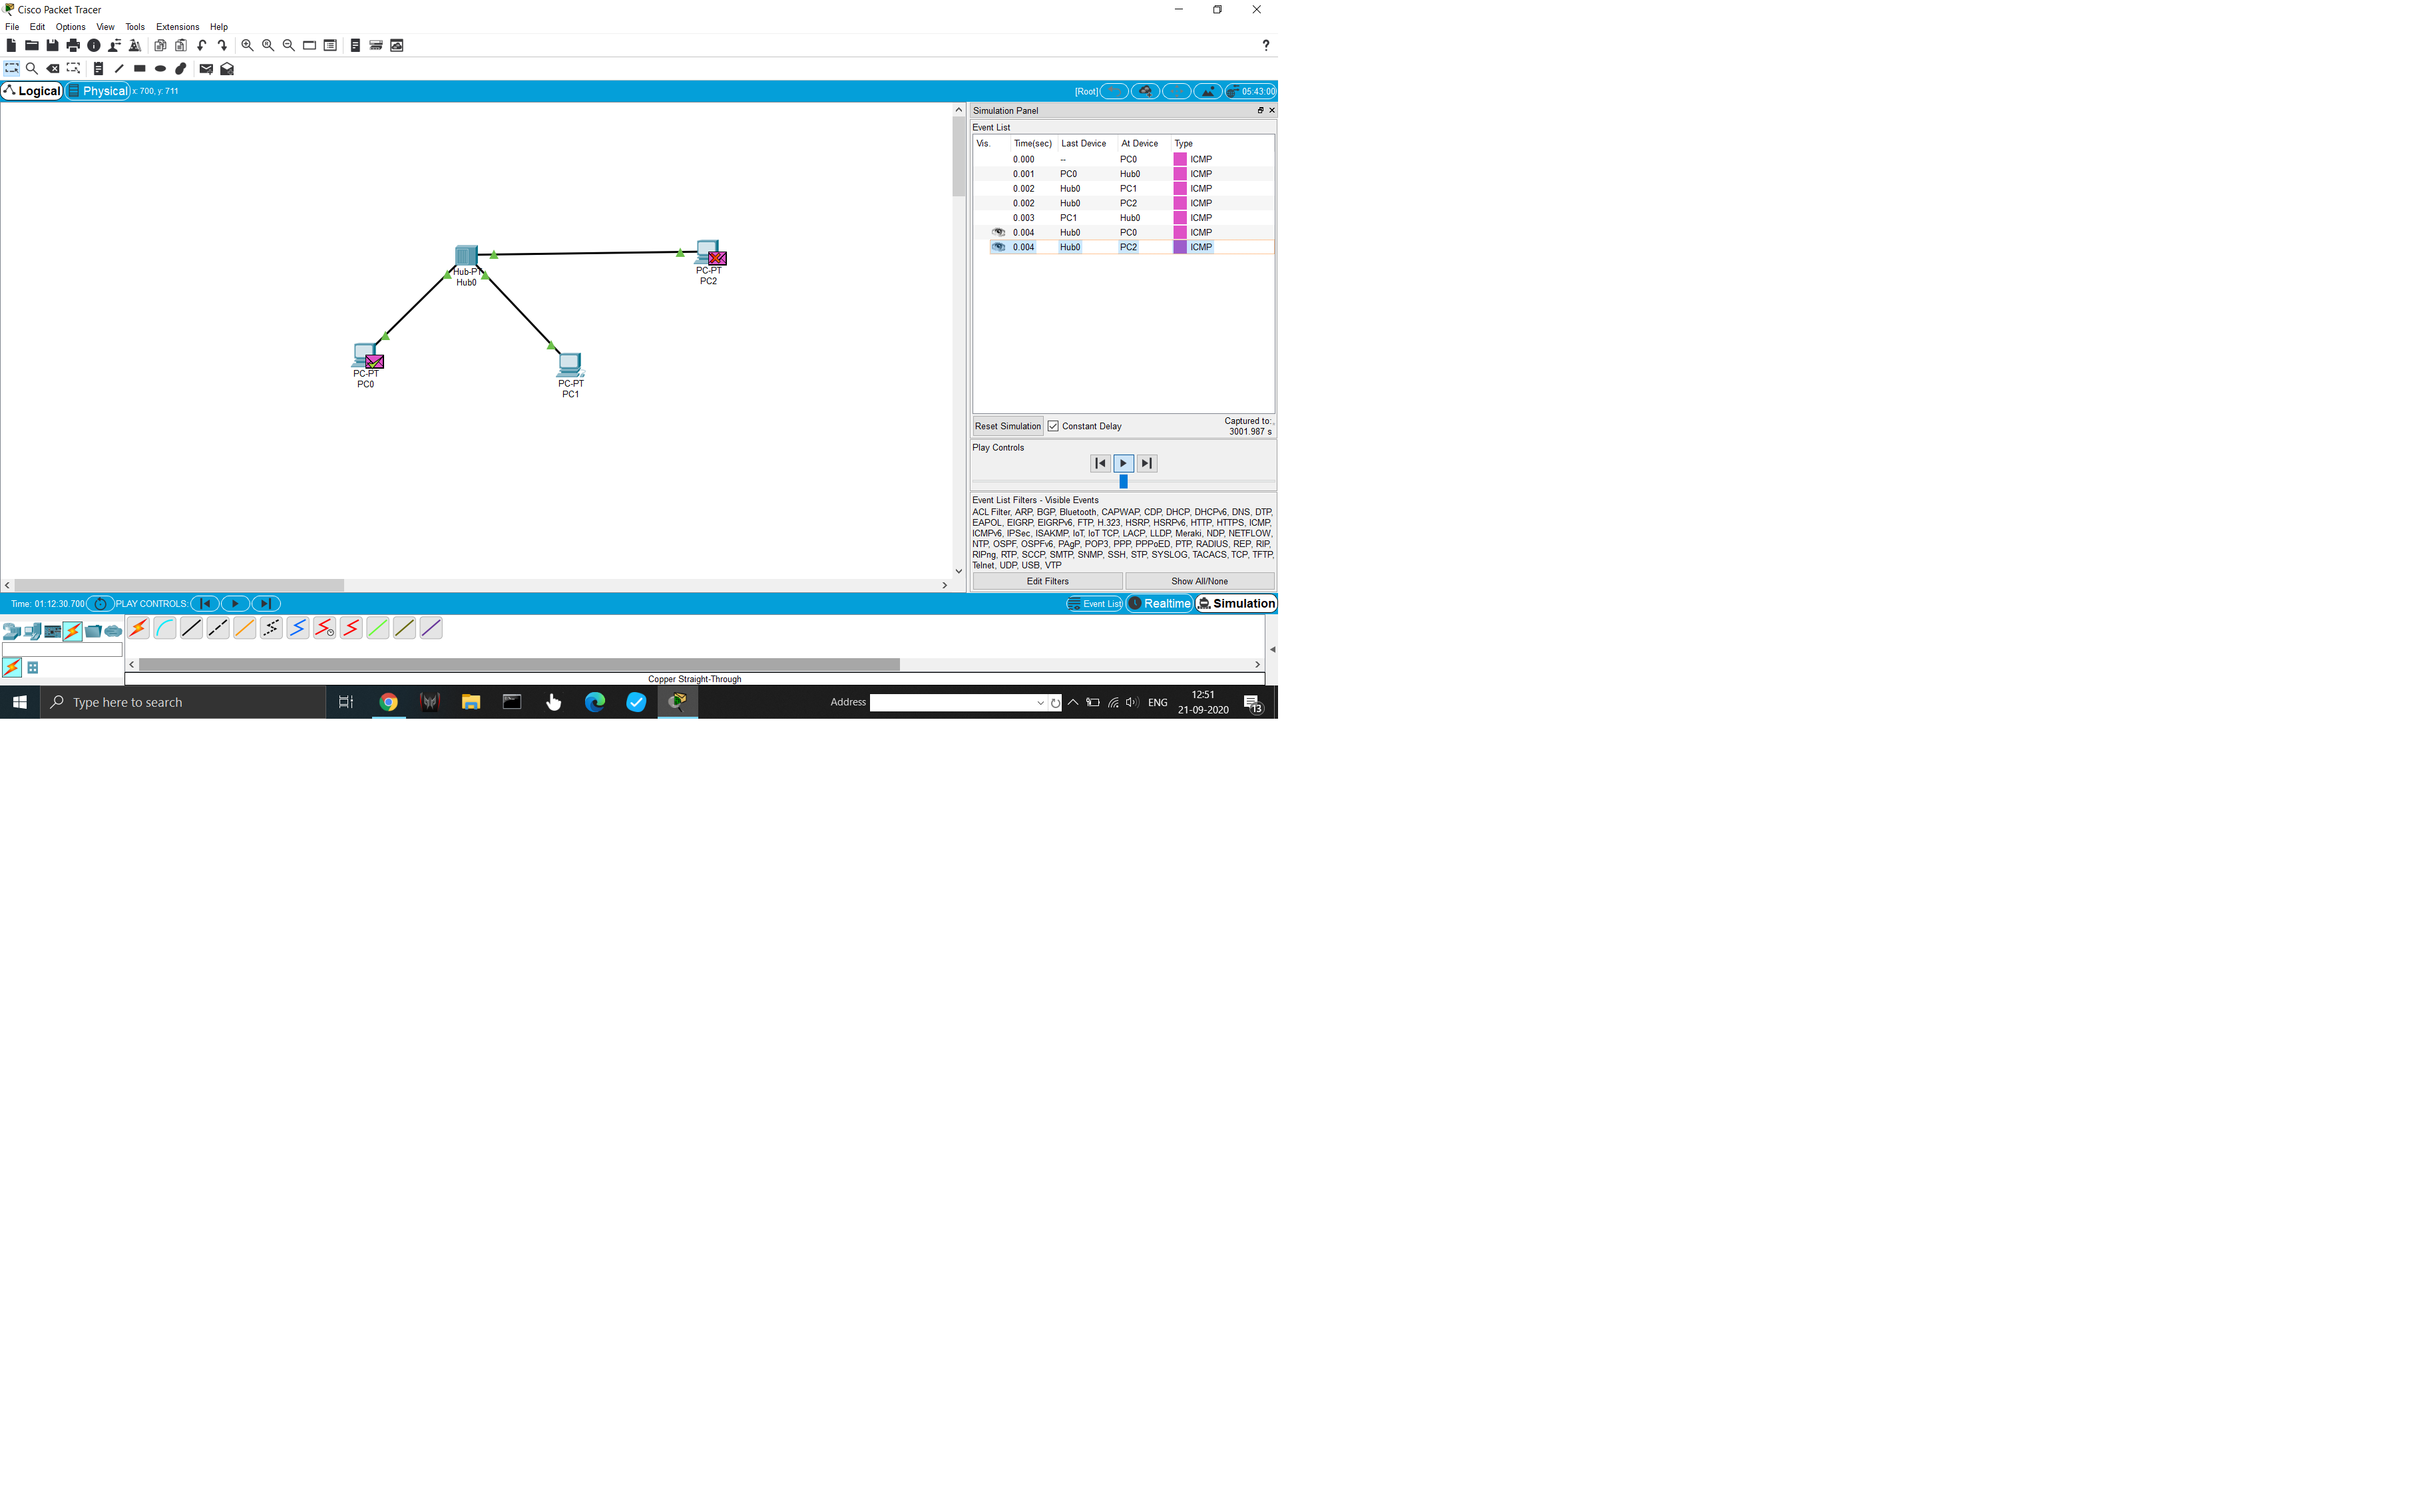 Cisco Packet Tracer
File Edit Options View Tools Extensions Help
?
Logical Physical x: 700, y: 711 [Root] 05:43:00
Simulation Panel
Event List
Vis. Time(sec) Last Device At Device Type
0.000 -- PC0 ICMP
0.001 PC0 Hub0 ICMP
0.002 Hub0 PC1 ICMP
0.002 Hub0 PC2 ICMP
0.003 PC1 Hub0 ICMP
0.004 Hub0 PC0 ICMP
0.004 Hub0 PC2 ICMP
Hub-PT
Hub0
PC-PT
PC2
PC-PT
PC0
PC-PT
PC1
Reset Simulation Constant Delay Captured to:
3001.987 s
Play Controls
Event List Filters - Visible Events
ACL Filter, ARP, BGP, Bluetooth, CAPWAP, CDP, DHCP, DHCPv6, DNS, DTP,
EAPOL, EIGRP, EIGRPv6, FTP, H.323, HSRP, HSRPv6, HTTP, HTTPS, ICMP,
ICMPv6, IPSec, ISAKMP, IoT, IoT TCP, LACP, LLDP, Meraki, NDP, NETFLOW,
NTP, OSPF, OSPFv6, PAgP, POP3, PPP, PPPoED, PTP, RADIUS, REP, RIP,
RIPng, RTP, SCCP, SMTP, SNMP, SSH, STP, SYSLOG, TACACS, TCP, TFTP,
Telnet, UDP, USB, VTP
Edit Filters Show All/None
Time: 01:12:30.700 PLAY CONTROLS: Event List Realtime Simulation
Copper Straight-Through
Type here to search Address ENG 12:51
21-09-2020 13